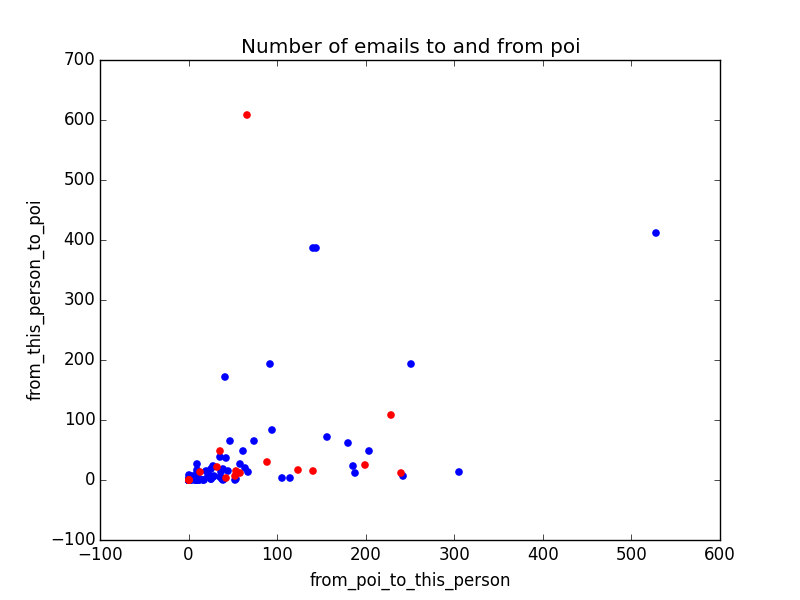 Number of emails to and from poi
700
600
500
400
300
200
100
0
−100
−100 0 100 200 300 400 500 600
from_this_person_to_poi
from_poi_to_this_person